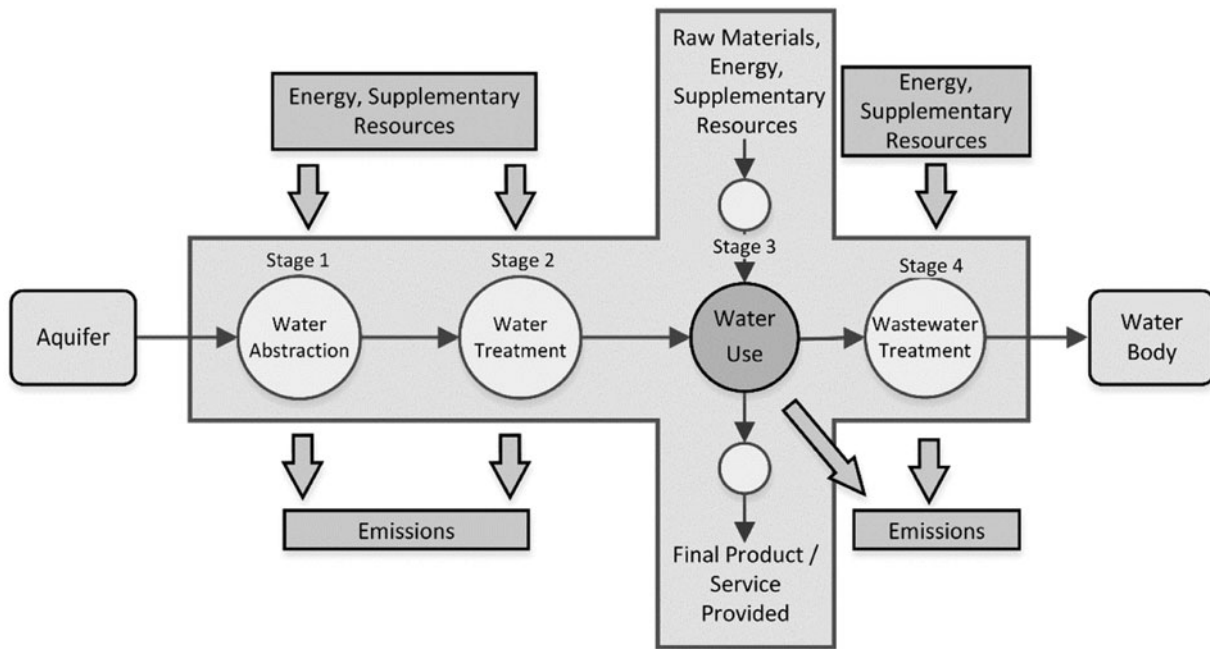 Raw Materials,
Energy,
Supplementary
Resources
Energy, Supplementary
Resources
Energy,
Supplementary
Resources
Stage 1
Stage 2
Stage 3
Stage 4
Aquifer
Water
Abstraction
Water
Treatment
Water
Use
Wastewater
Treatment
Water
Body
Emissions
Emissions
Final Product /
Service
Provided